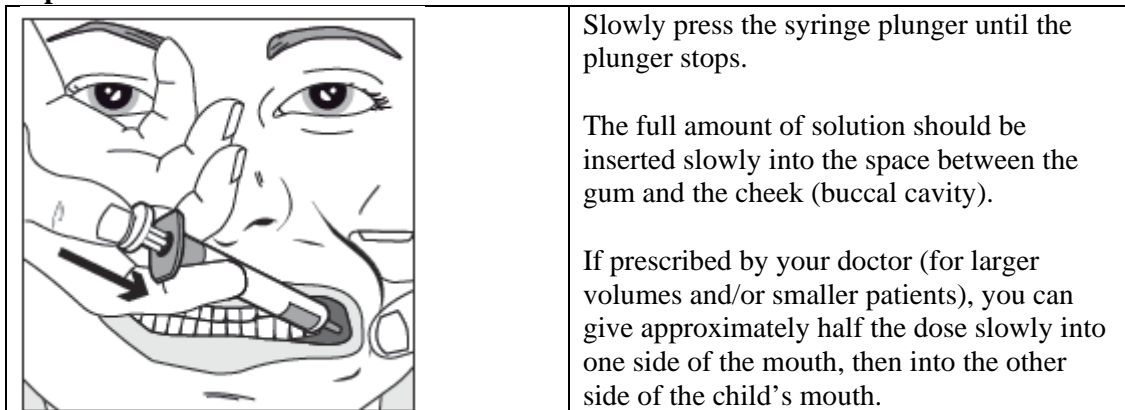 Slowly press the syringe plunger until the
plunger stops.
The full amount of solution should be
inserted slowly into the space between the
gum and the cheek (buccal cavity).
If prescribed by your doctor (for larger
volumes and/or smaller patients), you can
give approximately half the dose slowly into
one side of the mouth, then into the other
side of the child’s mouth.